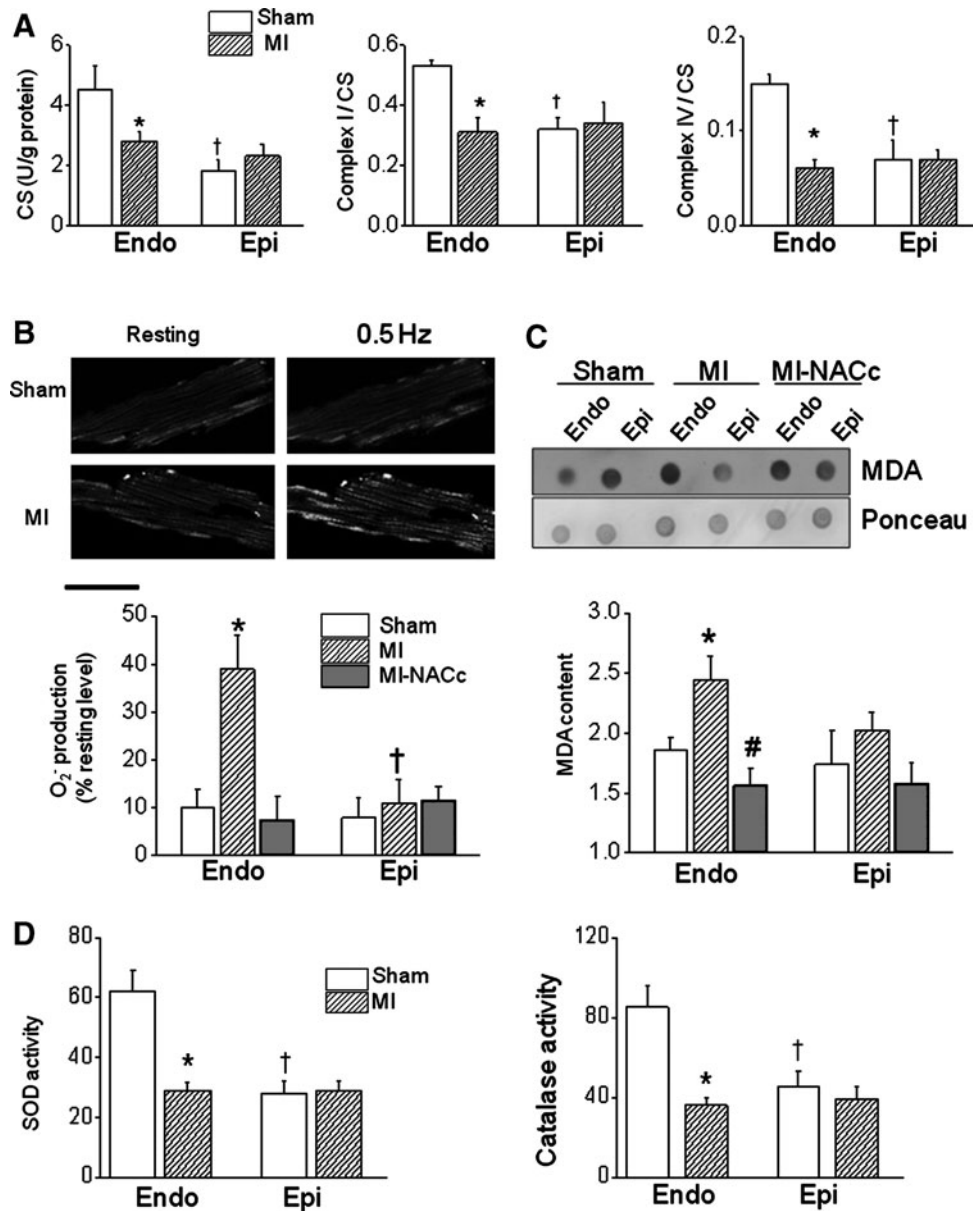 A
Sham
MI
CS (U/g protein)
6
4
2
0
*
†
Endo
Epi
Complex I / CS
0.6
0.4
0.2
0.0
*
†
Endo
Epi
Complex IV/ CS
0.2
0.1
0.0
*
†
Endo
Epi
B
Resting
0.5 Hz
Sham
MI
O₂⁻ production
(% resting level)
50
40
30
20
10
0
*
†
Sham
MI
MI-NACc
Endo
Epi
C
Sham
MI
MI-NACc
Endo
Epi
Endo
Epi
Endo
Epi
MDA
Ponceau
MDA content
3.0
2.5
2.0
1.5
1.0
*
#
Endo
Epi
D
SOD activity
80
60
40
20
0
*
†
Sham
MI
Endo
Epi
Catalase activity
120
80
40
0
*
†
Endo
Epi